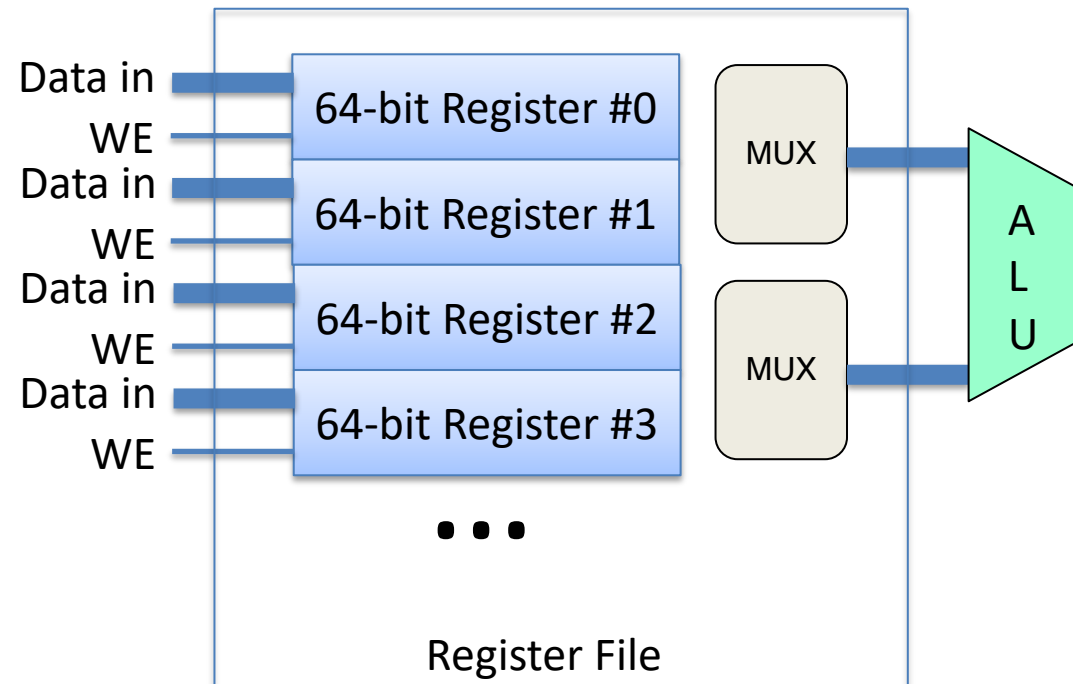 Data in
64-bit Register #0
WE
Data in
64-bit Register #1
WE
Data in
64-bit Register #2
WE
Data in
64-bit Register #3
WE
...
Register File
MUX
MUX
A
L
U